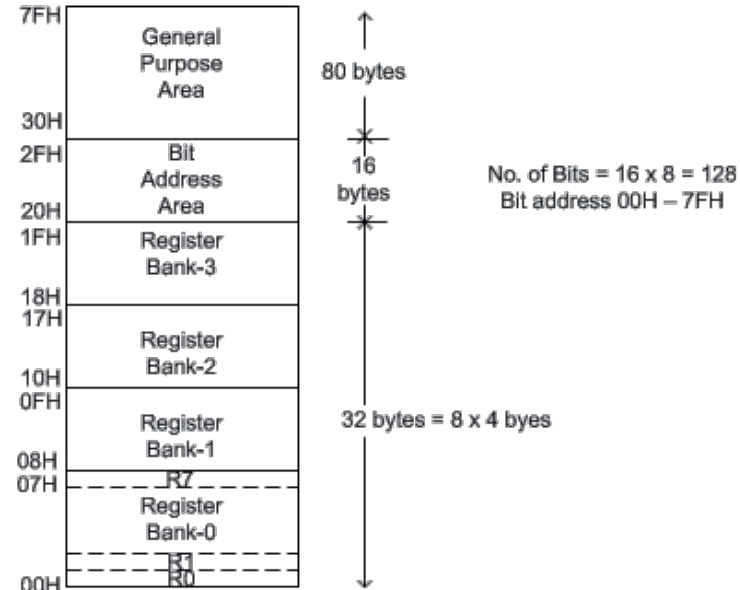 7FH
General
Purpose
Area
80 bytes
30H
2FH
Bit
Address
Area
16
bytes
No. of Bits = 16 x 8 = 128
Bit address 00H – 7FH
20H
1FH
Register
Bank-3
18H
17H
Register
Bank-2
10H
0FH
Register
Bank-1
32 bytes = 8 x 4 byes
08H
07H
R7
Register
Bank-0
R1
R0
00H